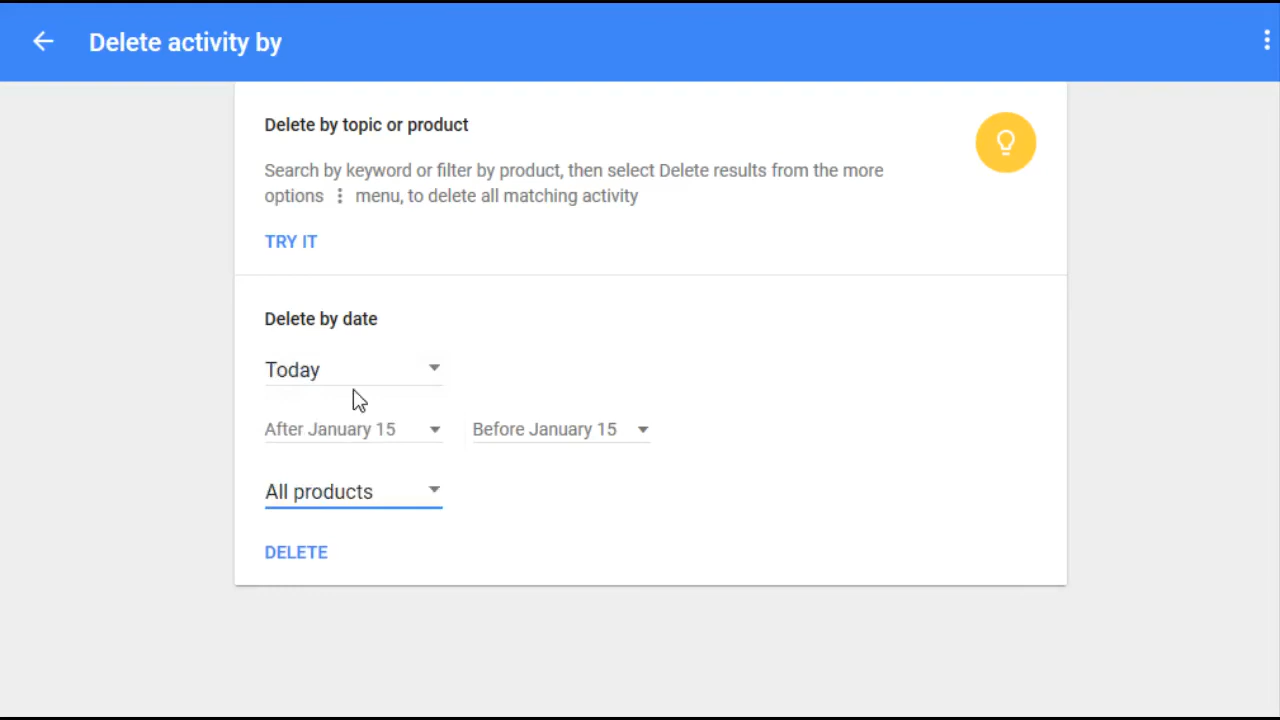 Delete activity by
Delete by topic or product
Search by keyword or filter by product, then select Delete results from the more
options ⋮ menu, to delete all matching activity
TRY IT
Delete by date
Today
After January 15 Before January 15
All products
DELETE